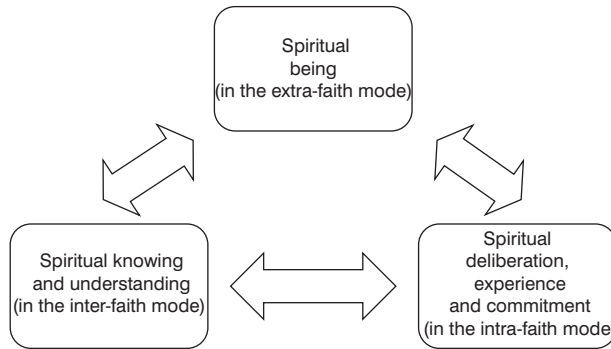 Spiritual
being
(in the extra-faith mode)
Spiritual knowing
and understanding
(in the inter-faith mode)
Spiritual
deliberation,
experience
and commitment
(in the intra-faith mode